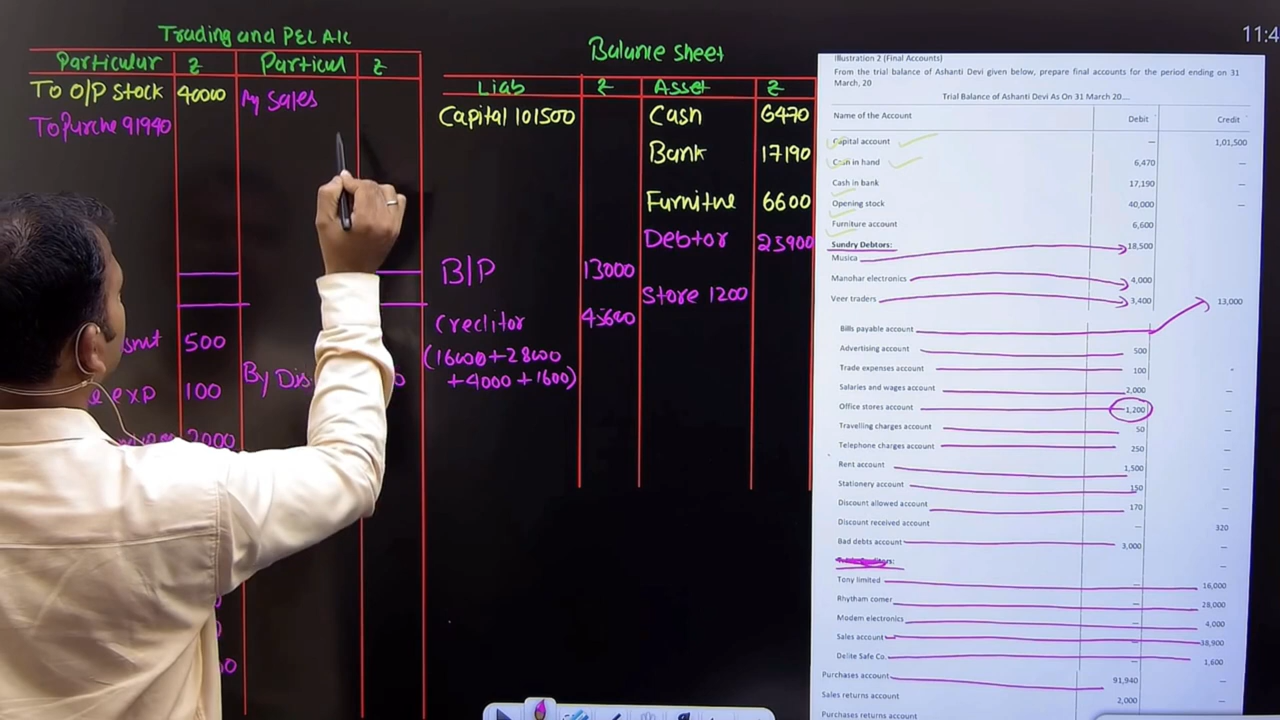 11:4
Trading and P&L A/c
Particular ₹ Particul ₹
To O/P Stock 40000 By Sales
To Purche 91940
smt 500
e exp 100 By Dis
2000
Balance sheet
Liab ₹ Asset ₹
Capital 101500 Cash 6470
Bank 17190
Furnitue 6600
Debtor 25900
B/P 13000
Store 1200
Creditor 45600
(16000+28000
+4000+1600)
Illustration 2 (Final Accounts)
From the trial balance of Ashanti Devi given below, prepare final accounts for the period ending on 31
March, 20
Trial Balance of Ashanti Devi As On 31 March 20....
Name of the Account Debit Credit
Capital account 1,01,500
Cash in hand 6,470 –
Cash in bank 17,190 –
Opening stock 40,000 –
Furniture account 6,600
Sundry Debtors: 18,500
Musica
Manohar electronics 4,000
Veer traders 3,400 13,000
Bills payable account
Advertising account 500
Trade expenses account 100
Salaries and wages account 2,000 –
Office stores account 1,200 –
Travelling charges account 50 –
Telephone charges account 250 –
Rent account 1,500 –
Stationery account 150 –
Discount allowed account 170 –
Discount received account – 320
Bad debts account 3,000 –
Tony limited – 16,000
Rhytham comer – 28,000
Modem electronics – 4,000
Sales account – 38,900
Delite Safe Co. – 1,600
Purchases account 91,940 –
Sales returns account 2,000 –
Purchases returns account